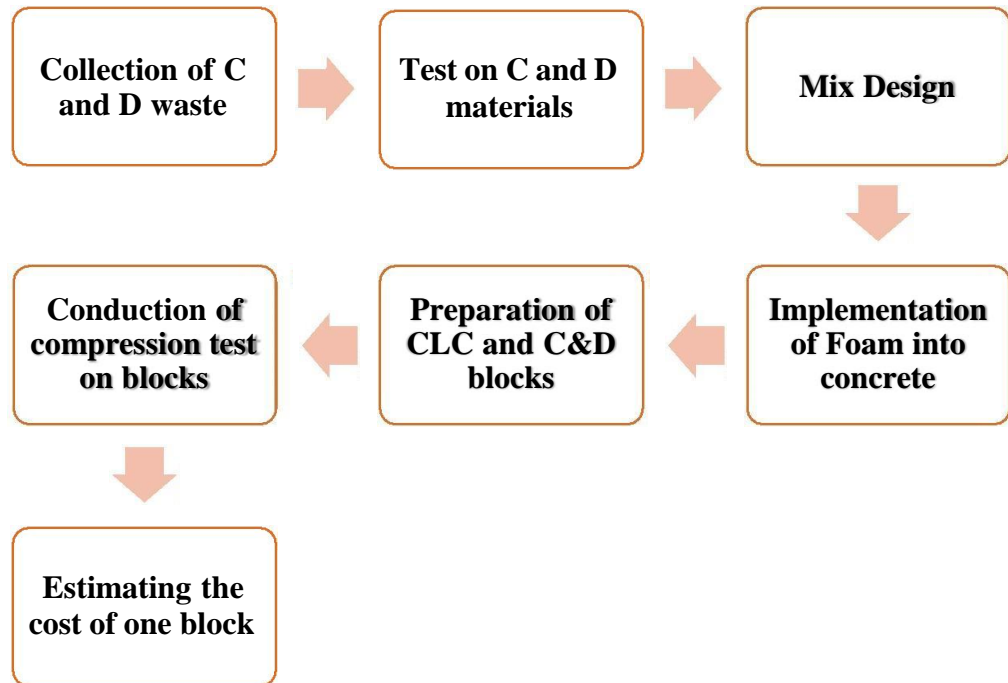 Collection of C
and D waste
Test on C and D
materials
Mix Design
Implementation
of Foam into
concrete
Preparation of
CLC and C&D
blocks
Conduction of
compression test
on blocks
Estimating the
cost of one block